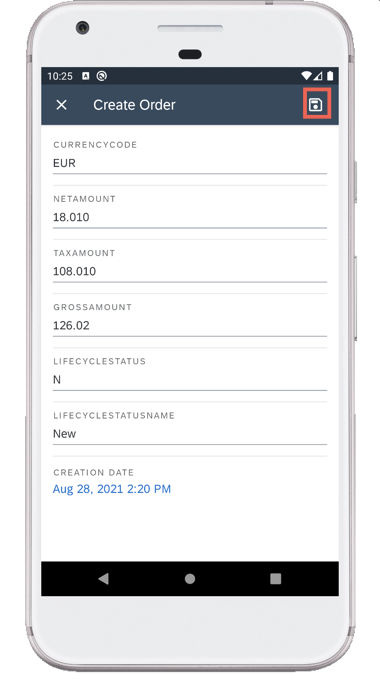 10:25
Create Order
CURRENCYCODE
EUR
NETAMOUNT
18.010
TAXAMOUNT
108.010
GROSSAMOUNT
126.02
LIFECYCLESTATUS
N
LIFECYCLESTATUSNAME
New
CREATION DATE
Aug 28, 2021 2:20 PM